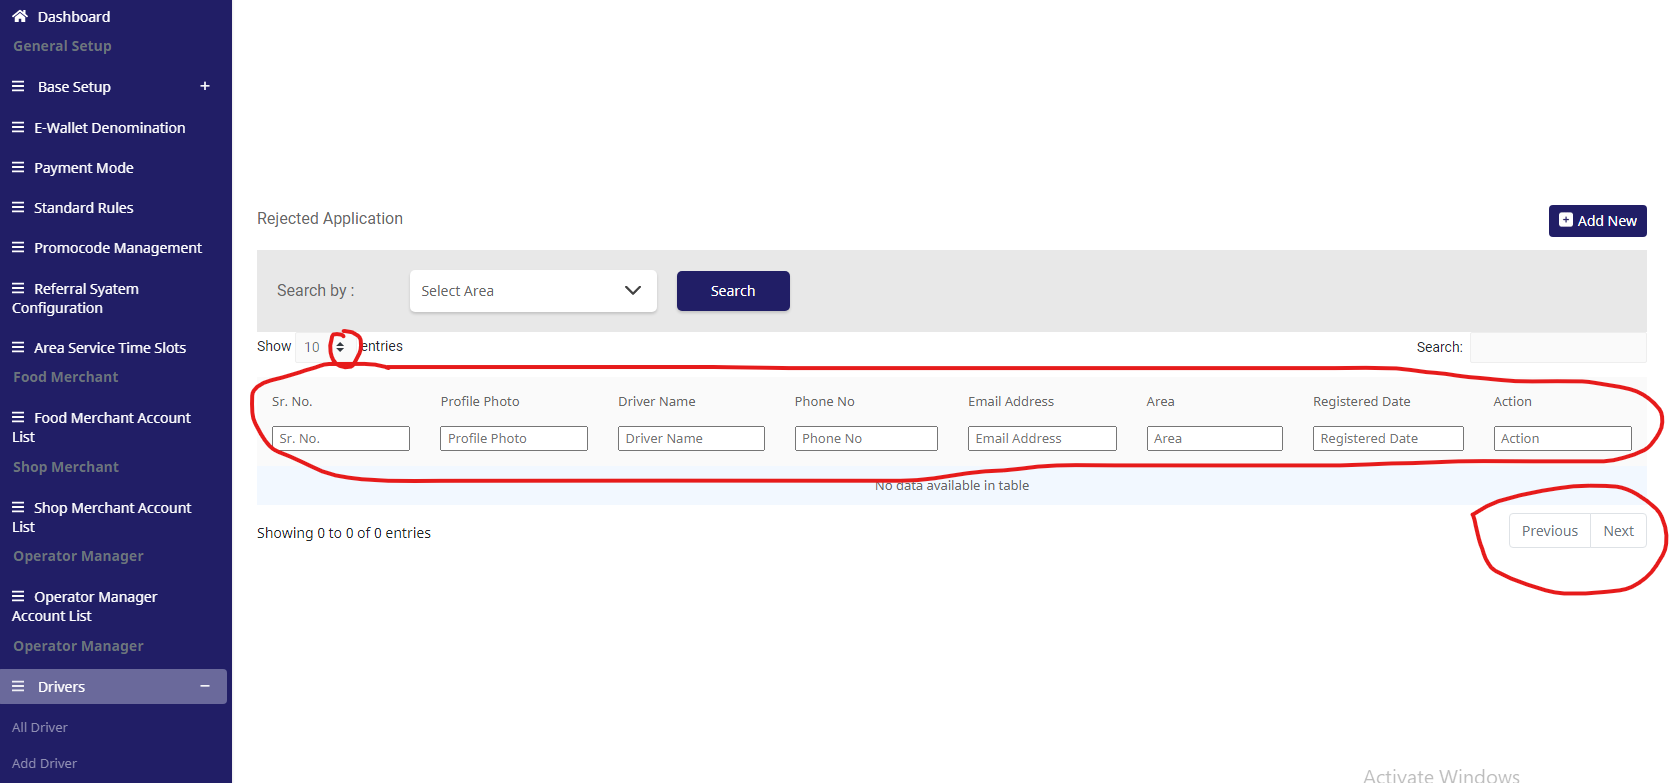 Dashboard
General Setup
Base Setup
E-Wallet Denomination
Payment Mode
Standard Rules
Promocode Management
Referral Syatem
Configuration
Area Service Time Slots
Food Merchant
Food Merchant Account
List
Shop Merchant
Shop Merchant Account
List
Operator Manager
Operator Manager
Account List
Operator Manager
Drivers
All Driver
Add Driver
Rejected Application
Add New
Search by :
Select Area
Search
Show 10 entries
Search:
Sr. No. Profile Photo Driver Name Phone No Email Address Area Registered Date Action
Sr. No. Profile Photo Driver Name Phone No Email Address Area Registered Date Action
No data available in table
Showing 0 to 0 of 0 entries
Previous Next
Activate Windows